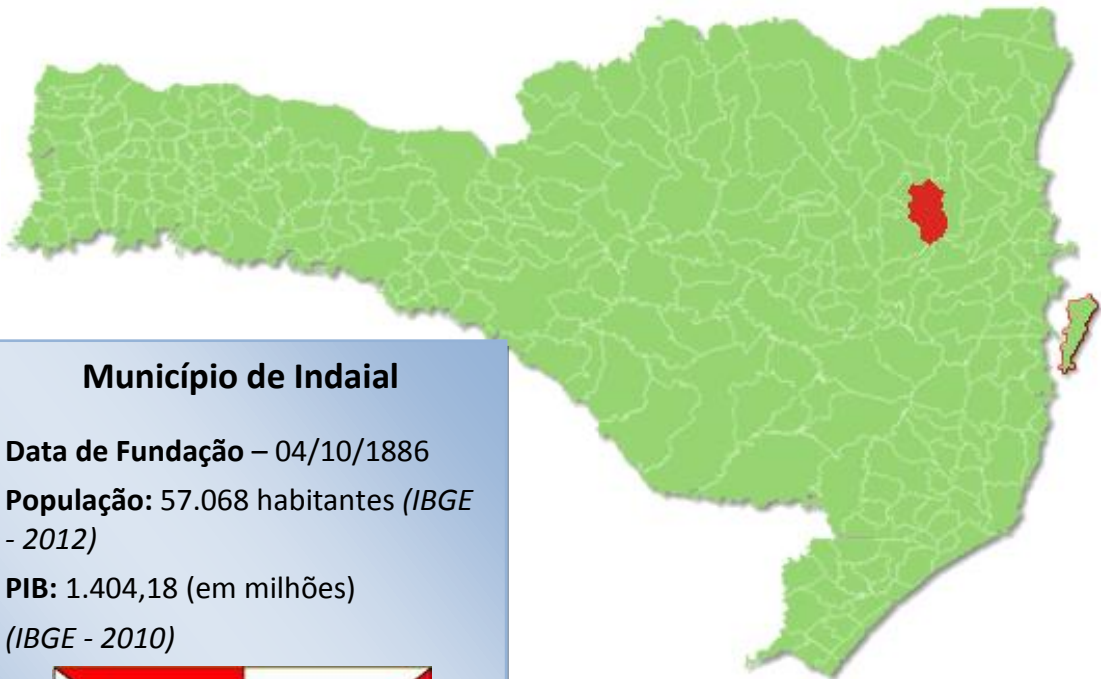 Município de Indaial
Data de Fundação – 04/10/1886
População: 57.068 habitantes (IBGE
- 2012)
PIB: 1.404,18 (em milhões)
(IBGE - 2010)